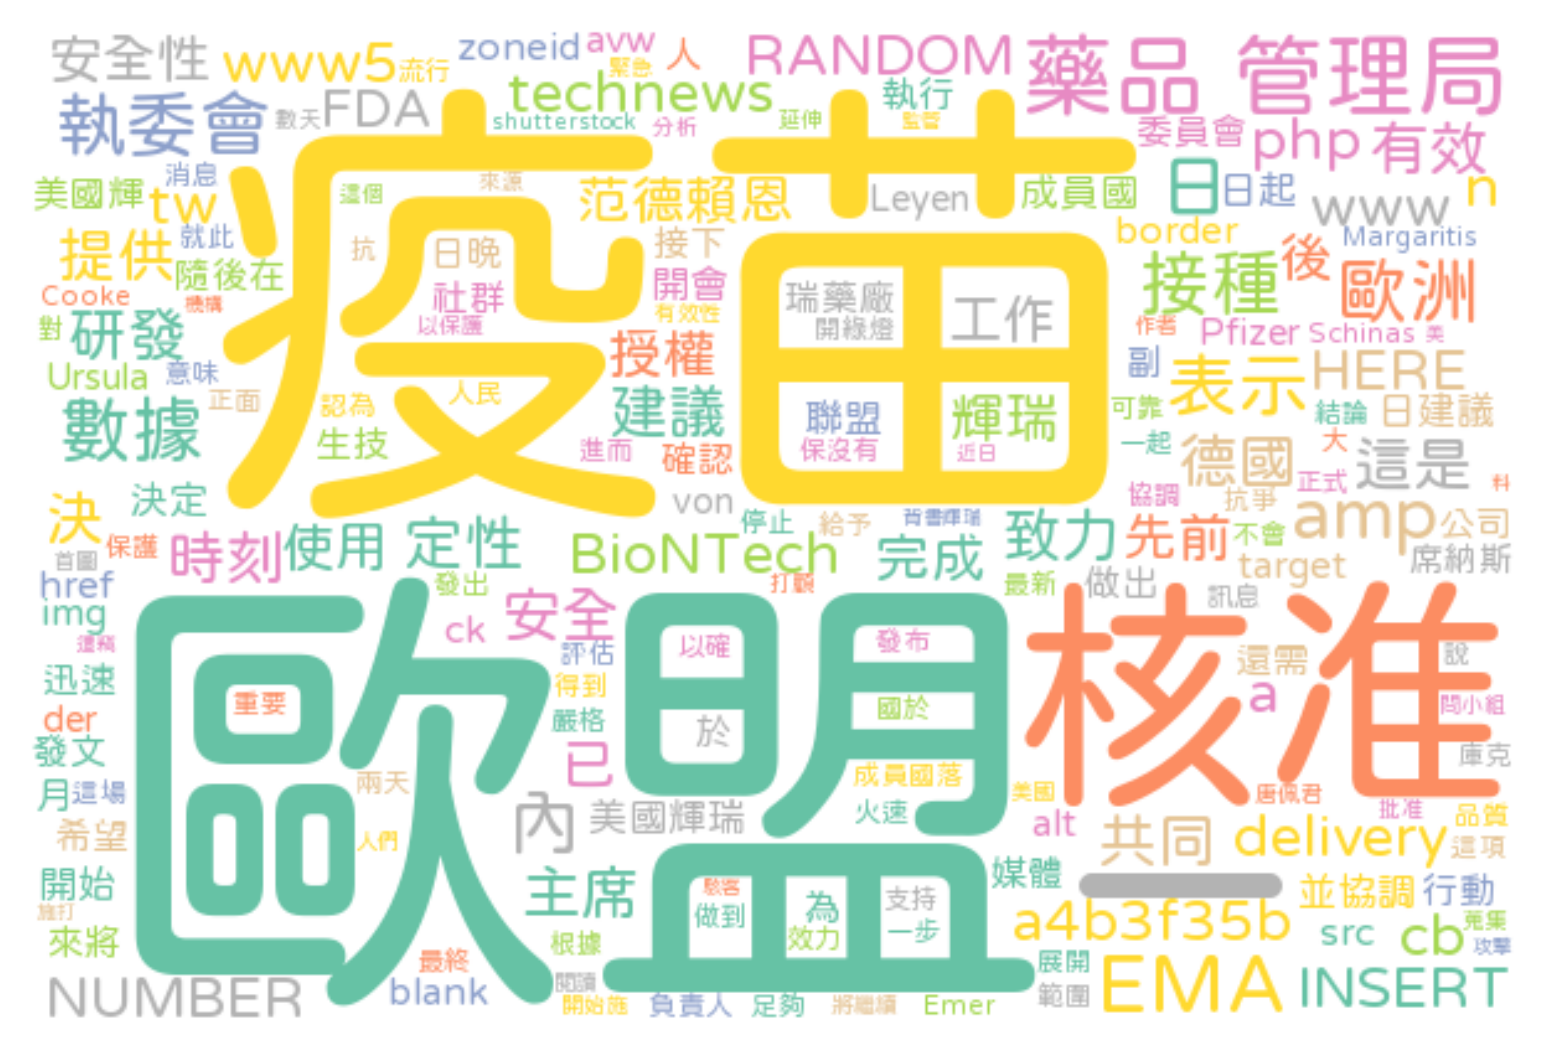 安全性 www5 流行 zoneid avw 緊急 人 RANDOM 藥品 管理局
執委會 數天 FDA technews 執行
shutterstock 分析 延伸 監管 委員會 php 有效
疫苗
美國輝 消息 tw 這個 來源 范德賴恩 Leyen 成員國 日 日起 www n
提供 就此 抗 日晚 接下 border Margaritis
隨後在 社群 開會 瑞藥廠 工作 接種 後 歐洲
Cooke 機構 以保護 有效性 開綠燈 作者 Pfizer Schinas 美
對 研發 授權 副 表示 HERE
Ursula 意味 正面 認為 人民 建議 聯盟 輝瑞 可靠 結論 日建議
數據 生技 進而 確認 保沒有 近日 一起 德國 大 這是
決 決定 von 停止 給予 背書輝瑞 協調 抗爭 正式 科
首圖 保護 時刻 使用 定性 BioNTech 完成 致力 先前 不會 amp 公司
href 發出 打顧 最新 做出 target 席納斯
歐盟 核准
img ck 安全 訊息
這稱 評估 以確 發布 還需 說
迅速 重要 得到 國於 a 問小組
der 嚴格 於
發文 已 成員國落 庫克
月 這場 兩天 美國 唐佩君
希望 人們 內 美國輝瑞 火速 alt 批准 品質
共同 delivery 這項
開始 主席 駭客 做到 為 支持 媒體 並協調 行動
施打 效力 一步 a4b3f35b 蒐集
來將 根據 src cb 攻擊
最終 展開
NUMBER blank 閱讀 範圍 EMA INSERT
開始施 負責人 足夠 將繼續 Emer